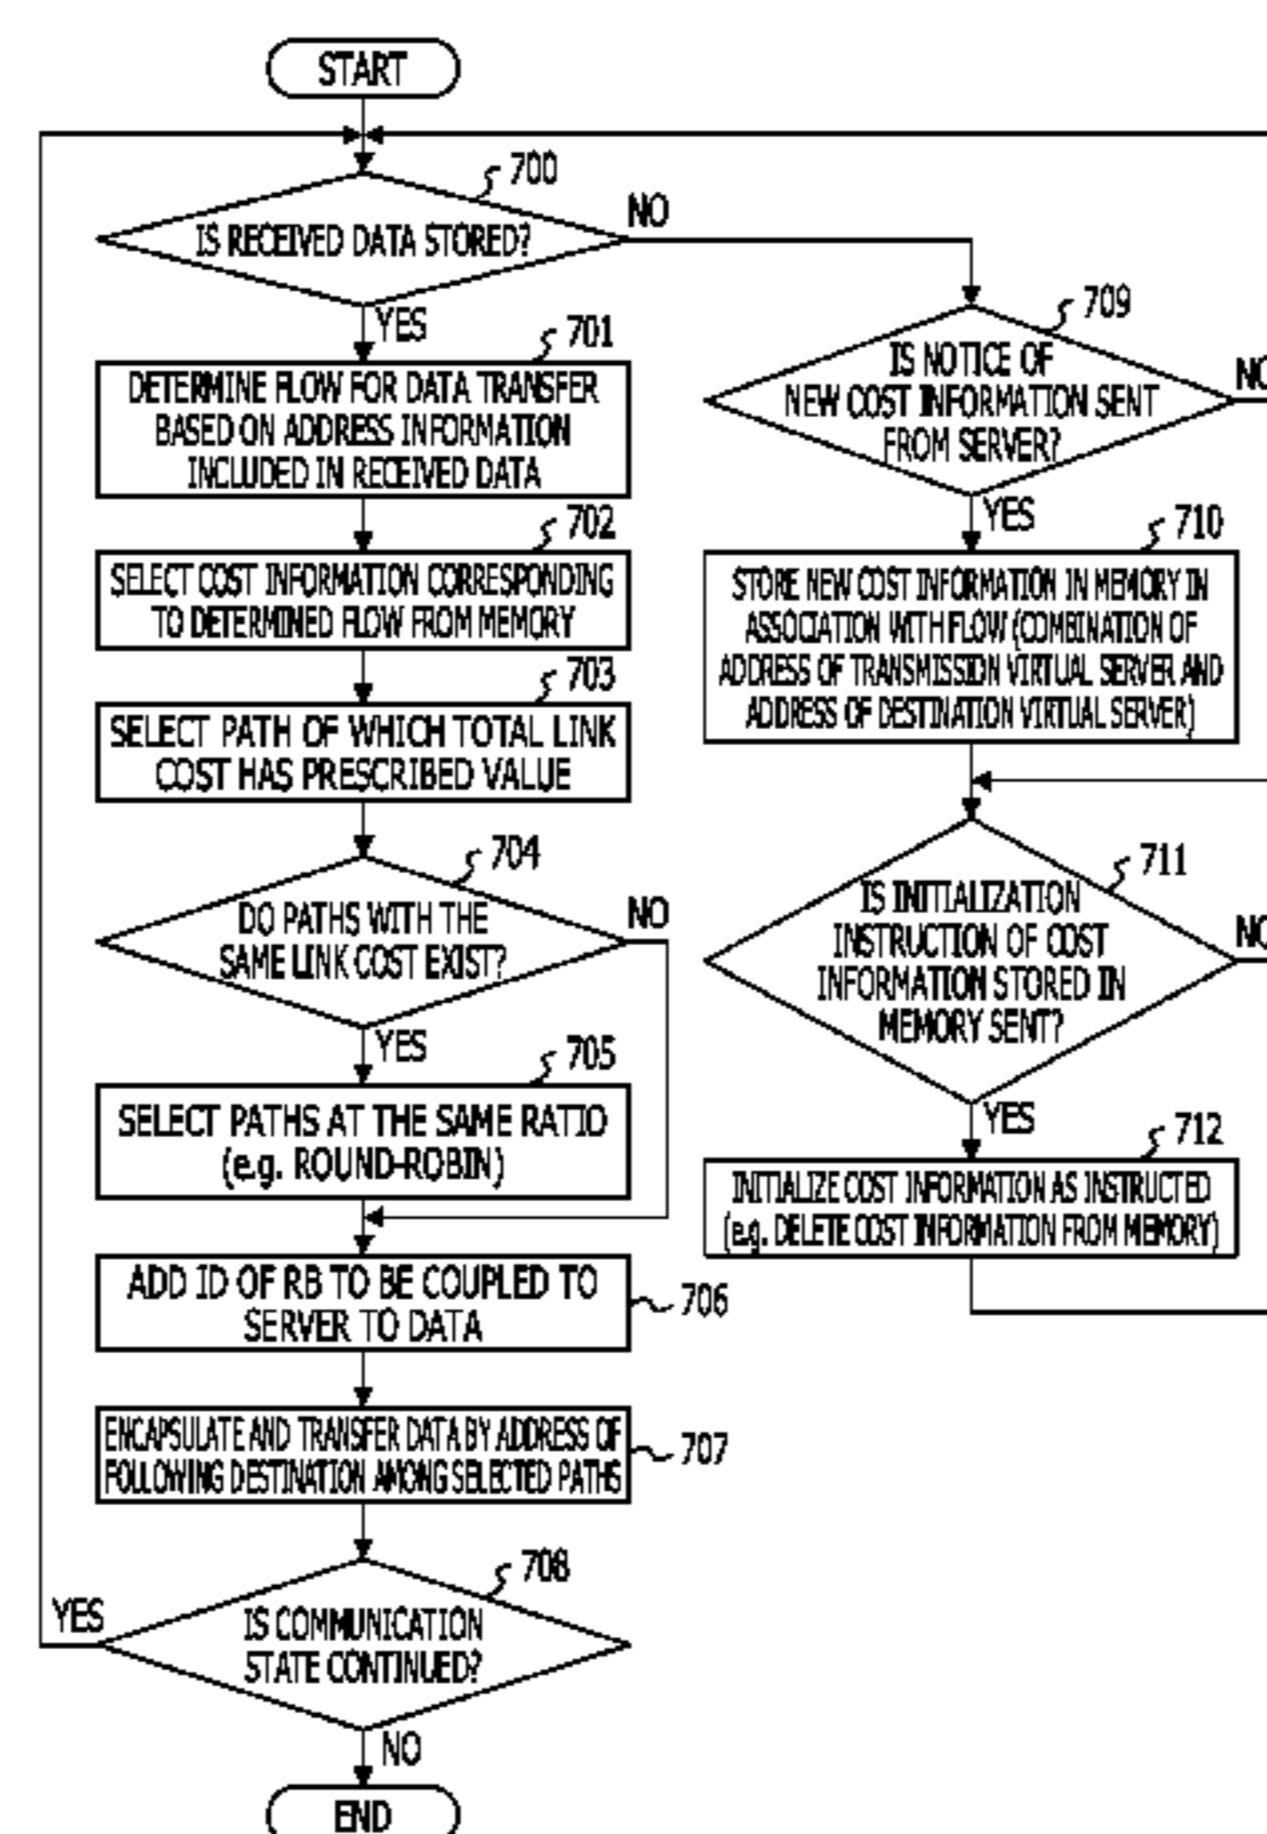 START
700
IS RECEIVED DATA STORED?
NO
YES
701
DETERMINE FLOW FOR DATA TRANSFER
BASED ON ADDRESS INFORMATION
INCLUDED IN RECEIVED DATA
702
SELECT COST INFORMATION CORRESPONDING
TO DETERMINED FLOW FROM MEMORY
703
SELECT PATH OF WHICH TOTAL LINK
COST HAS PRESCRIBED VALUE
704
DO PATHS WITH THE
SAME LINK COST EXIST?
NO
YES
705
SELECT PATHS AT THE SAME RATIO
(e.g. ROUND-ROBIN)
ADD ID OF RB TO BE COUPLED TO
SERVER TO DATA
706
ENCAPSULATE AND TRANSFER DATA BY ADDRESS OF
FOLLOWING DESTINATION AMONG SELECTED PATHS
707
708
YES
IS COMMUNICATION
STATE CONTINUED?
NO
END
709
IS NOTICE OF
NEW COST INFORMATION SENT
FROM SERVER?
NO
YES
710
STORE NEW COST INFORMATION IN MEMORY IN
ASSOCIATION WITH FLOW (COMBINATION OF
ADDRESS OF TRANSMISSION VIRTUAL SERVER AND
ADDRESS OF DESTINATION VIRTUAL SERVER)
711
IS INITIALIZATION
INSTRUCTION OF COST
INFORMATION STORED IN
MEMORY SENT?
NO
YES
712
INITIALIZE COST INFORMATION AS INSTRUCTED
(e.g. DELETE COST INFORMATION FROM MEMORY)